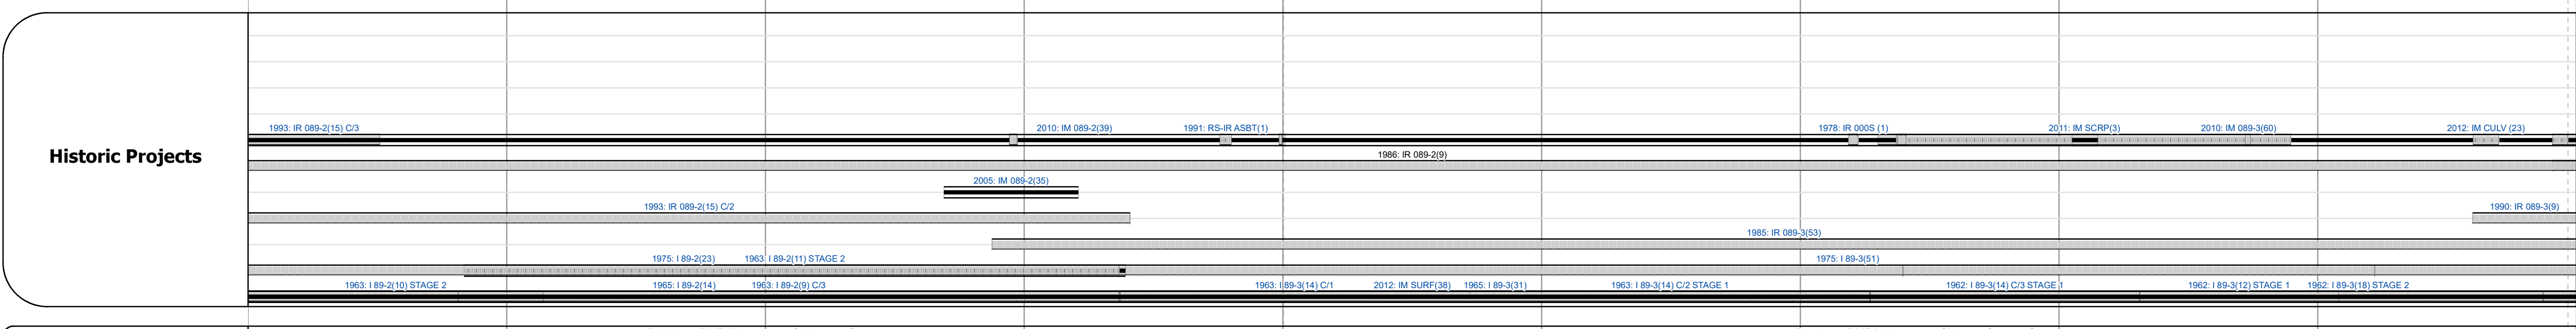 Historic Projects
1993: IR 089-2(15) C/3
2010: IM 089-2(39)
1991: RS-IR ASBT(1)
1978: IR 000S (1)
2011: IM SCRP(3)
2010: IM 089-3(60)
2012: IM CULV (23)
1986: IR 089-2(9)
2005: IM 089-2(35)
1993: IR 089-2(15) C/2
1990: IR 089-3(9)
1985: IR 089-3(53)
1975: I 89-2(23)
1963: I 89-2(11) STAGE 2
1975: I 89-3(51)
1963: I 89-2(10) STAGE 2
1965: I 89-2(14)
1963: I 89-2(9) C/3
1963: I 89-3(14) C/1
2012: IM SURF(38)
1965: I 89-3(31)
1963: I 89-3(14) C/2 STAGE 1
1962: I 89-3(14) C/3 STAGE 1
1962: I 89-3(12) STAGE 1
1962: I 89-3(18) STAGE 2